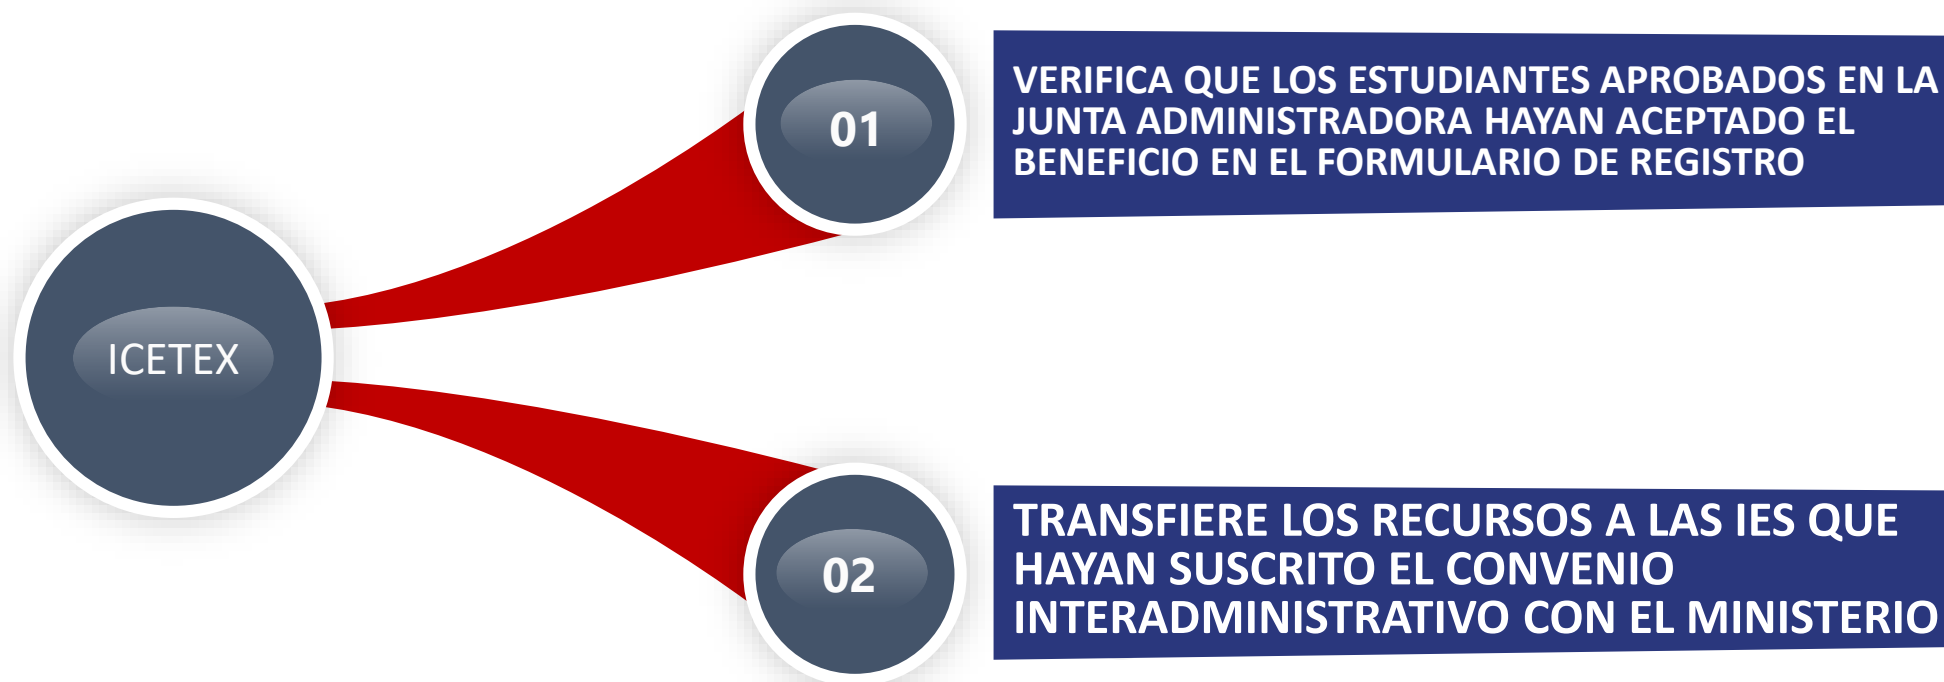 ICETEX
01
VERIFICA QUE LOS ESTUDIANTES APROBADOS EN LA
JUNTA ADMINISTRADORA HAYAN ACEPTADO EL
BENEFICIO EN EL FORMULARIO DE REGISTRO
02
TRANSFIERE LOS RECURSOS A LAS IES QUE
HAYAN SUSCRITO EL CONVENIO
INTERADMINISTRATIVO CON EL MINISTERIO